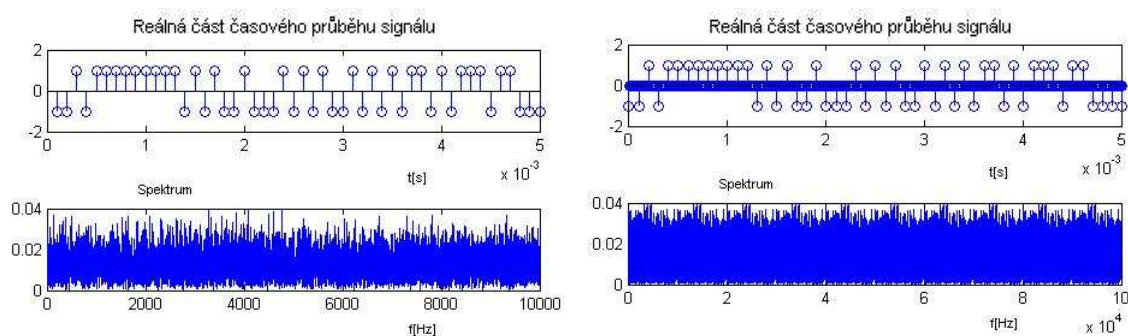 Reálná část časového průběhu signálu
2
0
-2
0 1 2 3 4 5
t[s] x 10^-3
Spektrum
0.04
0.02
0
0 2000 4000 6000 8000 10000
f[Hz]
Reálná část časového průběhu signálu
2
0
-2
0 1 2 3 4 5
t[s] x 10^-3
Spektrum
0.04
0.02
0
0 2 4 6 8 10
f[Hz] x 10^4